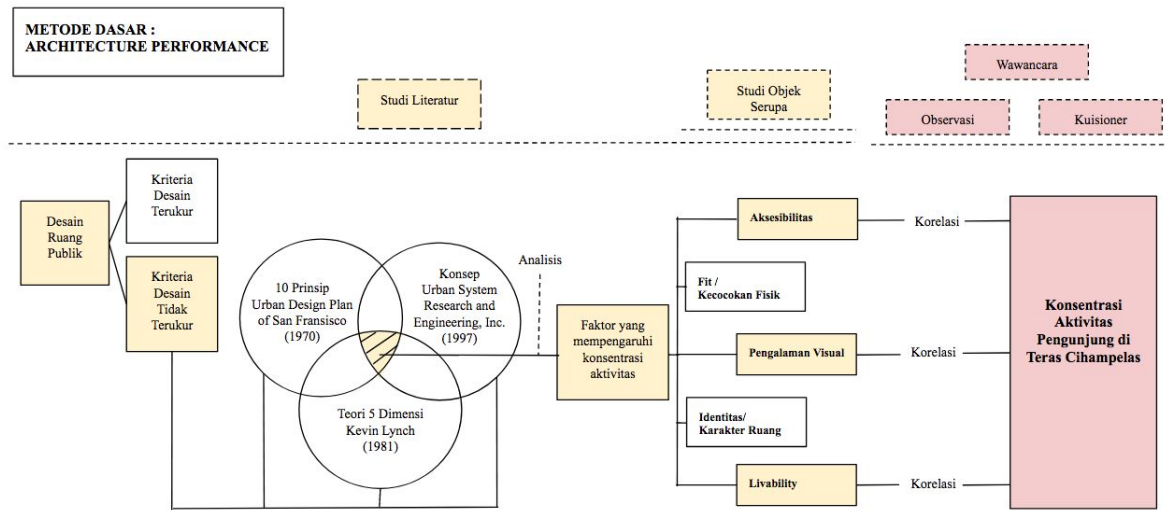 METODE DASAR :
ARCHITECTURE PERFORMANCE
Studi Literatur
Studi Objek
Serupa
Wawancara
Observasi
Kuisioner
Desain
Ruang
Publik
Kriteria
Desain
Terukur
Kriteria
Desain
Tidak
Terukur
10 Prinsip
Urban Design Plan
of San Fransisco
(1970)
Konsep
Urban System
Research and
Engineering, Inc.
(1997)
Teori 5 Dimensi
Kevin Lynch
(1981)
Analisis
Faktor yang
mempengaruhi
konsentrasi
aktivitas
Aksesibilitas
Fit /
Kecocokan Fisik
Pengalaman Visual
Identitas/
Karakter Ruang
Livability
Korelasi
Korelasi
Korelasi
Konsentrasi
Aktivitas
Pengunjung di
Teras Cihampelas